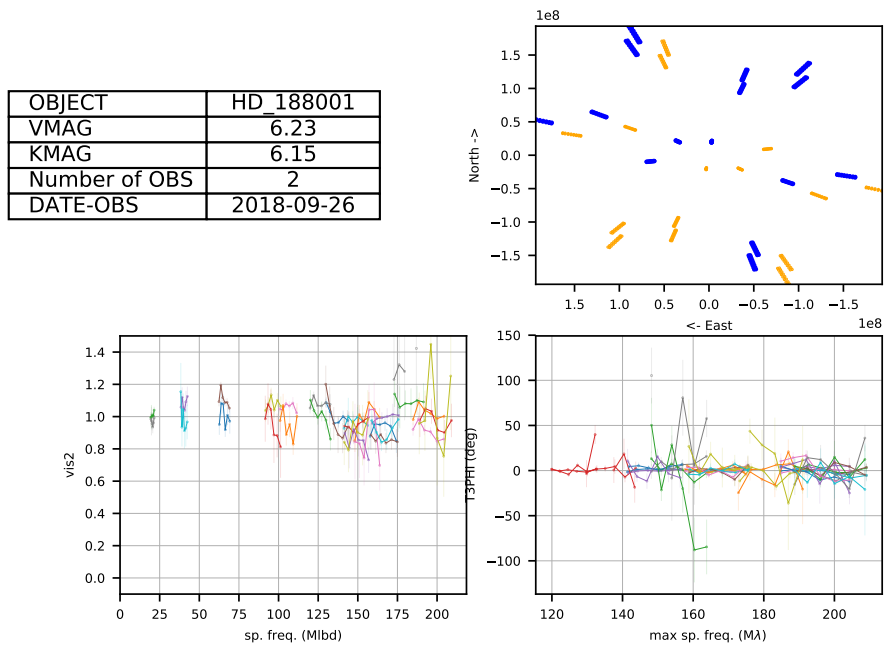 OBJECT HD_188001
VMAG 6.23
KMAG 6.15
Number of OBS 2
DATE-OBS 2018-09-26
1e8
North ->
1.5
1.0
0.5
0.0
−0.5
−1.0
−1.5
1.5 1.0 0.5 0.0 −0.5 −1.0 −1.5
<- East
1e8
vis2
1.4
1.2
1.0
0.8
0.6
0.4
0.2
0.0
0 25 50 75 100 125 150 175 200
sp. freq. (Mlbd)
T3PHI (deg)
150
100
50
0
−50
−100
120 140 160 180 200
max sp. freq. (Mλ)